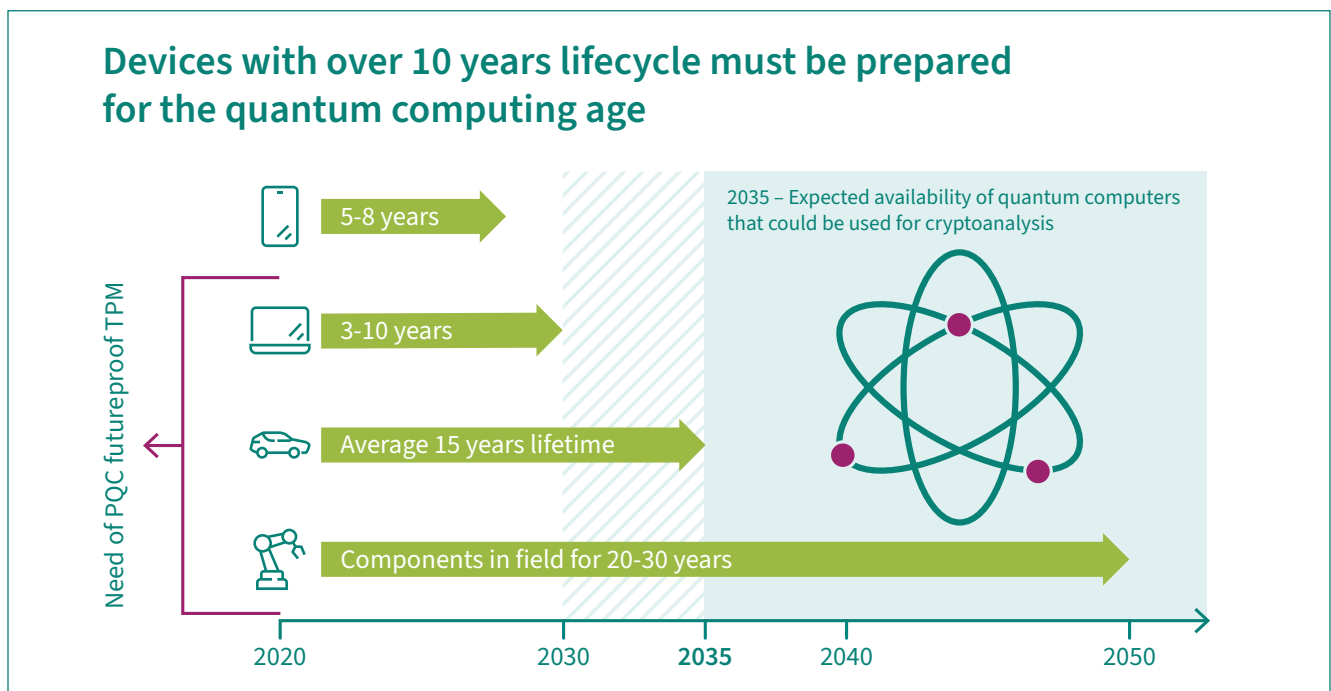 Devices with over 10 years lifecycle must be prepared
for the quantum computing age
2035 – Expected availability of quantum computers
that could be used for cryptoanalysis
5-8 years
3-10 years
Average 15 years lifetime
Components in field for 20-30 years
Need of PQC futureproof TPM
2020
2030
2035
2040
2050